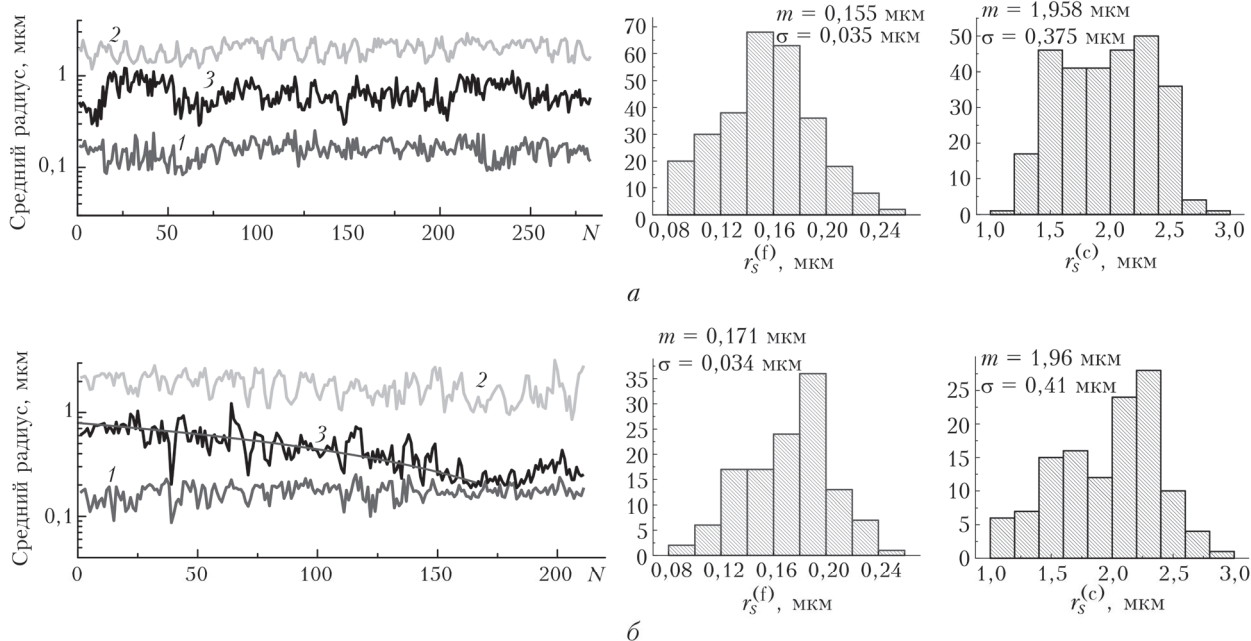 Средний радиус, мкм
1
0,1
2
3
1
0
50
100
150
200
250
N
m = 0,155 мкм
σ = 0,035 мкм
70
60
50
40
30
20
10
0
0,08 0,12 0,16 0,20 0,24
rₛ⁽ᶠ⁾, мкм
m = 1,958 мкм
σ = 0,375 мкм
50
40
30
20
10
0
1,0 1,5 2,0 2,5 3,0
rₛ⁽ᶜ⁾, мкм
а
Средний радиус, мкм
1
0,1
2
3
1
0 50 100 150 200 N
m = 0,171 мкм
σ = 0,034 мкм
35
30
25
20
15
10
5
0
0,08 0,12 0,16 0,20 0,24
rₛ⁽ᶠ⁾, мкм
m = 1,96 мкм
σ = 0,41 мкм
25
20
15
10
5
0
1,0 1,5 2,0 2,5 3,0
rₛ⁽ᶜ⁾, мкм
б